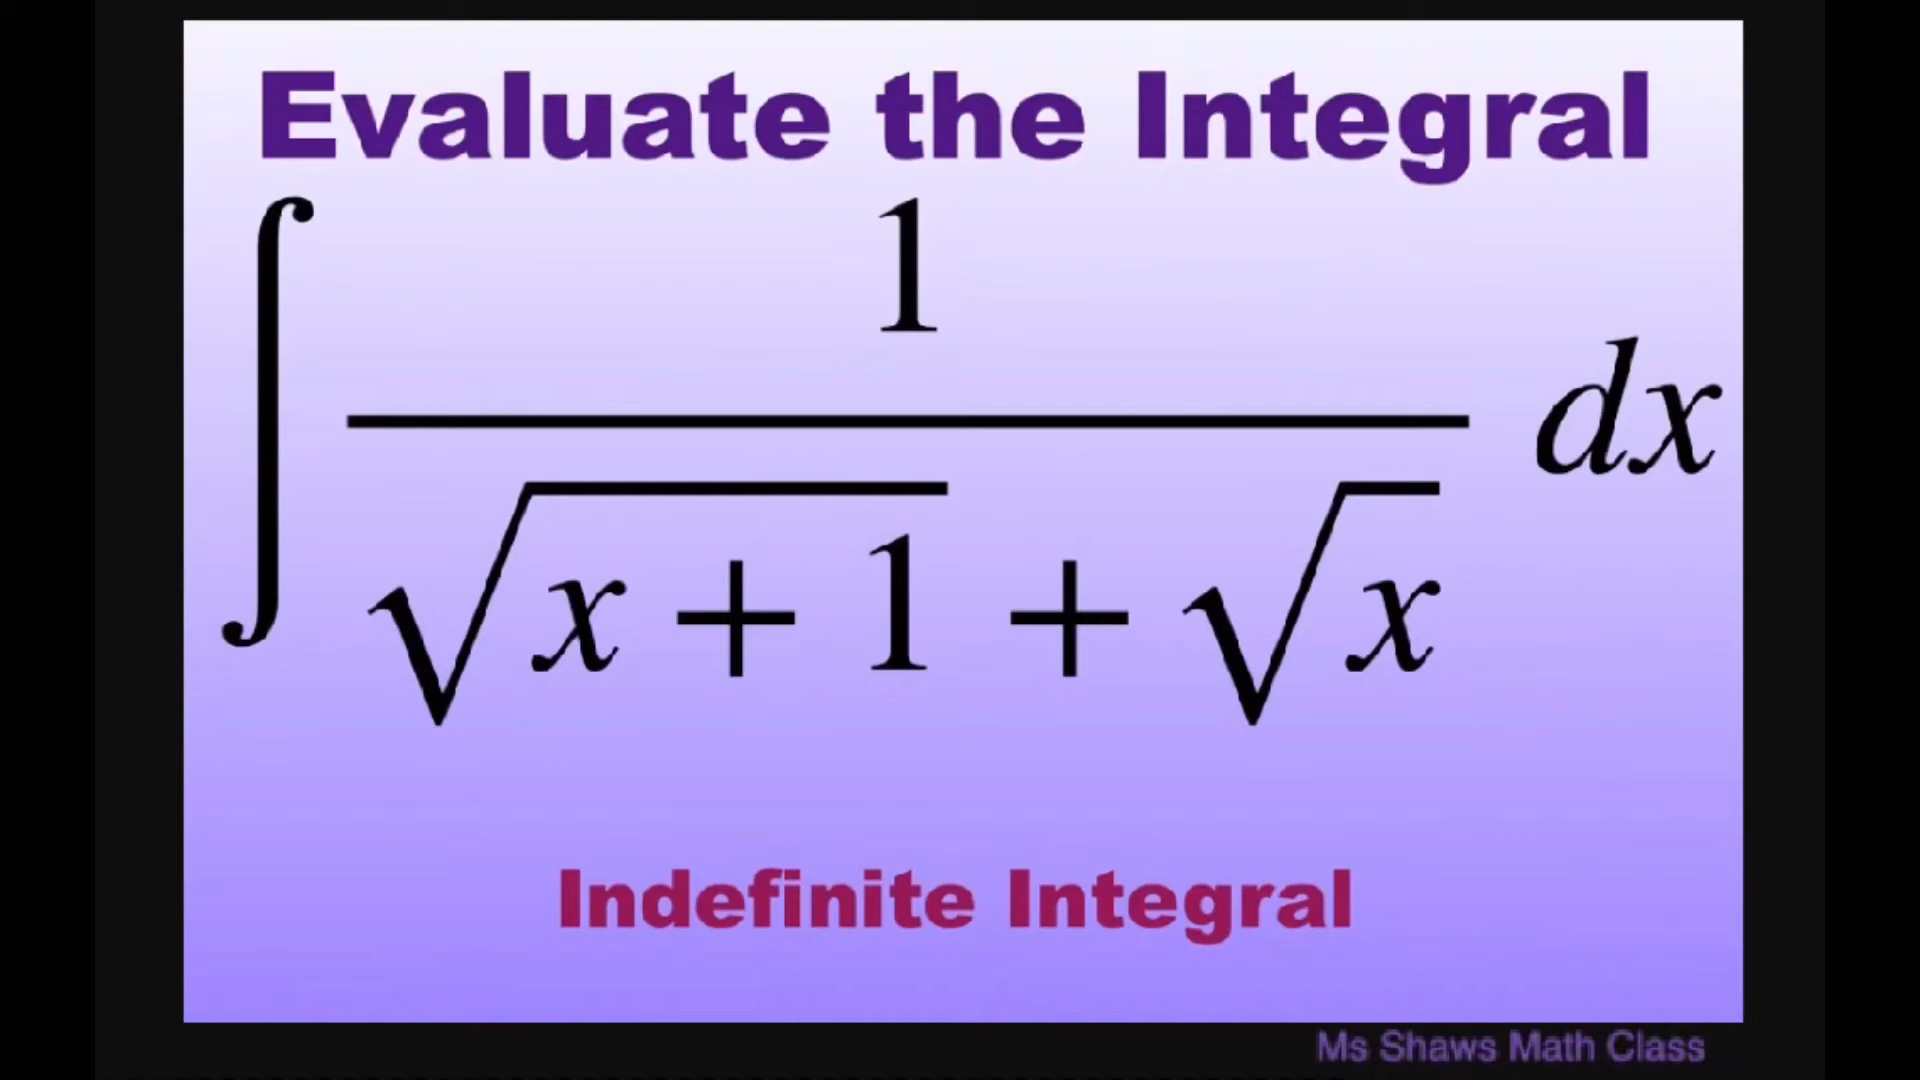 Evaluate the Integral
∫ 1 / (√(x + 1) + √x) dx
Indefinite Integral
Ms Shaws Math Class